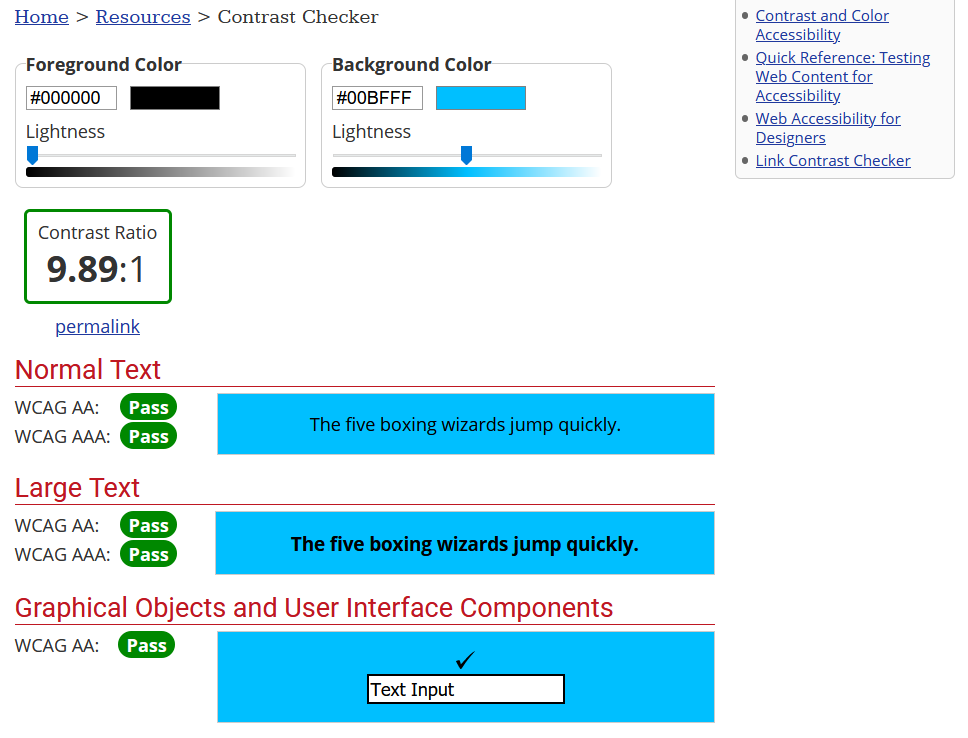 Home > Resources > Contrast Checker
Foreground Color
#000000
Lightness
Background Color
#00BFFF
Lightness
Contrast Ratio
9.89:1
permalink
Normal Text
WCAG AA: Pass
WCAG AAA: Pass
The five boxing wizards jump quickly.
Large Text
WCAG AA: Pass
WCAG AAA: Pass
The five boxing wizards jump quickly.
Graphical Objects and User Interface Components
WCAG AA: Pass
✓
Text Input
Contrast and Color
Accessibility
Quick Reference: Testing
Web Content for
Accessibility
Web Accessibility for
Designers
Link Contrast Checker